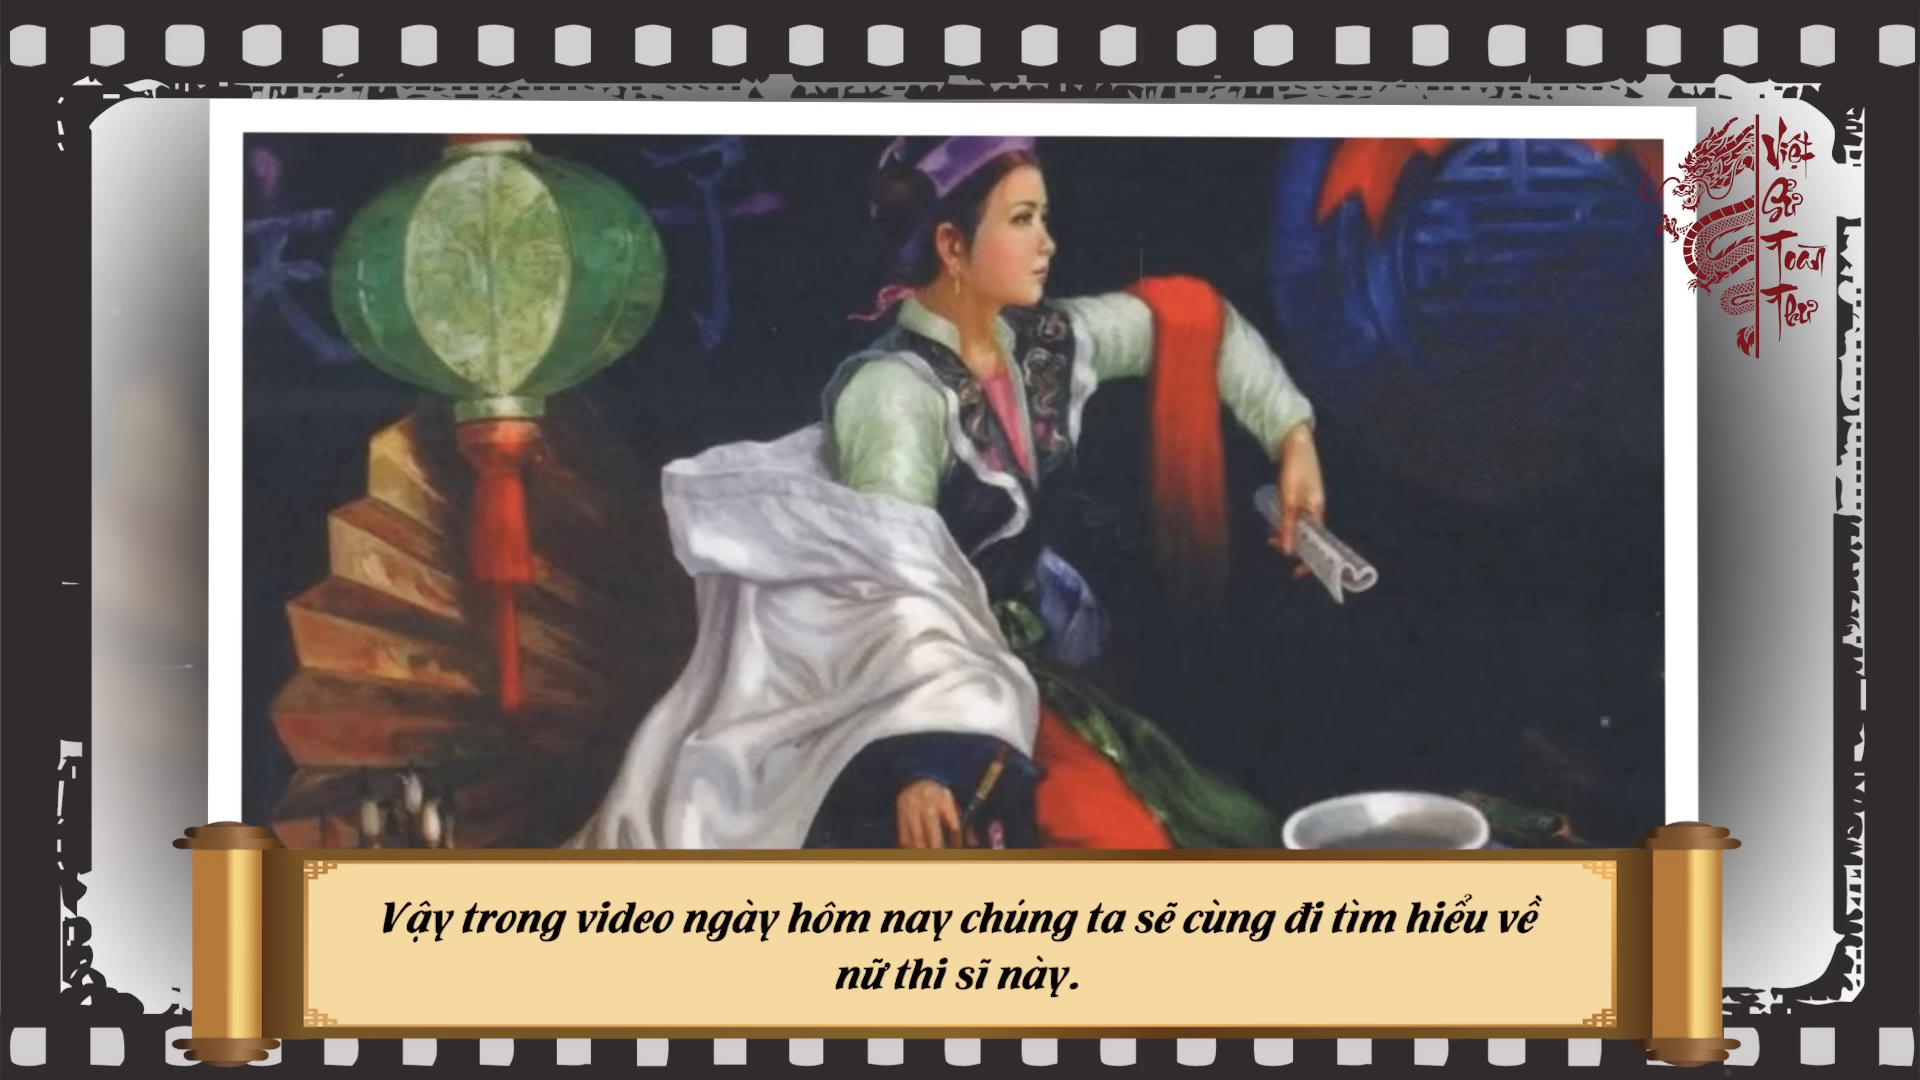 Việt
Sử
Toàn
Thư
Vậy trong video ngày hôm nay chúng ta sẽ cùng đi tìm hiểu về
nữ thi sĩ này.